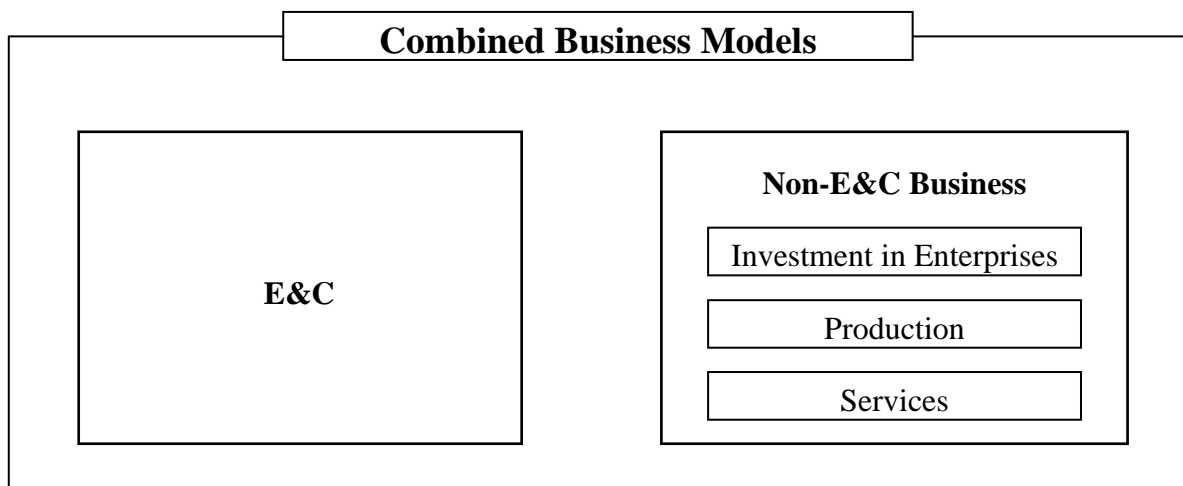 Combined Business Models
E&C
Non-E&C Business
Investment in Enterprises
Production
Services